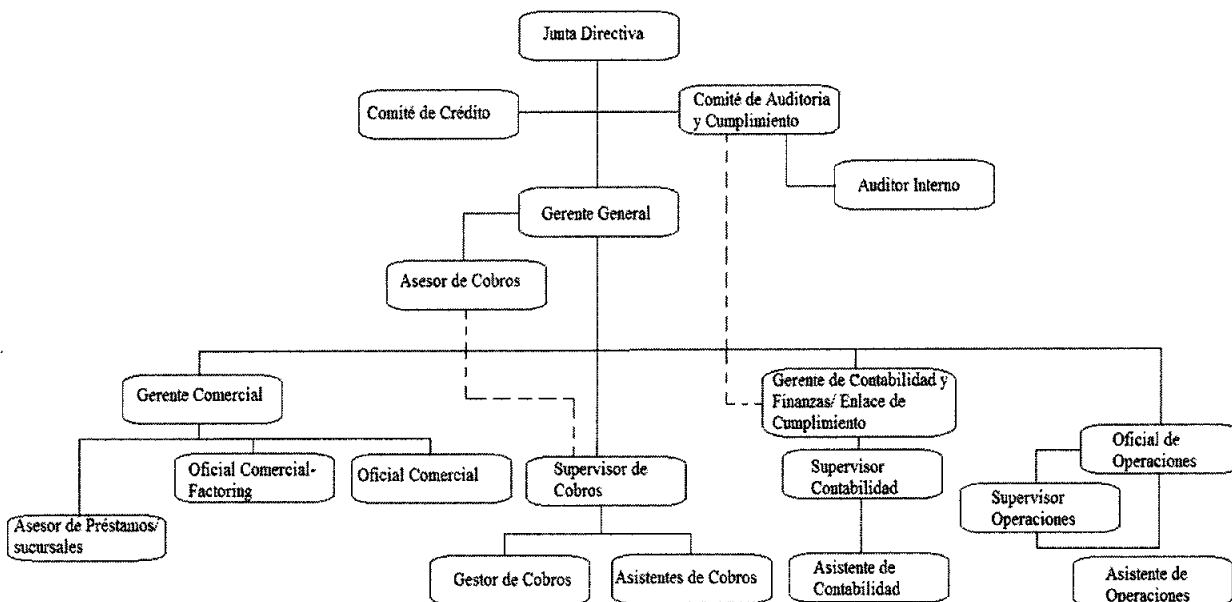 Junta Directiva
Comité de Crédito
Comité de Auditoria
y Cumplimiento
Auditor Interno
Gerente General
Asesor de Cobros
Gerente Comercial
Gerente de Contabilidad y
Finanzas/ Enlace de
Cumplimiento
Oficial de
Operaciones
Oficial Comercial-
Factoring
Oficial Comercial
Supervisor de
Cobros
Supervisor
Contabilidad
Supervisor
Operaciones
Asesor de Préstamos/
sucursales
Gestor de Cobros
Asistentes de Cobros
Asistente de
Contabilidad
Asistente de
Operaciones